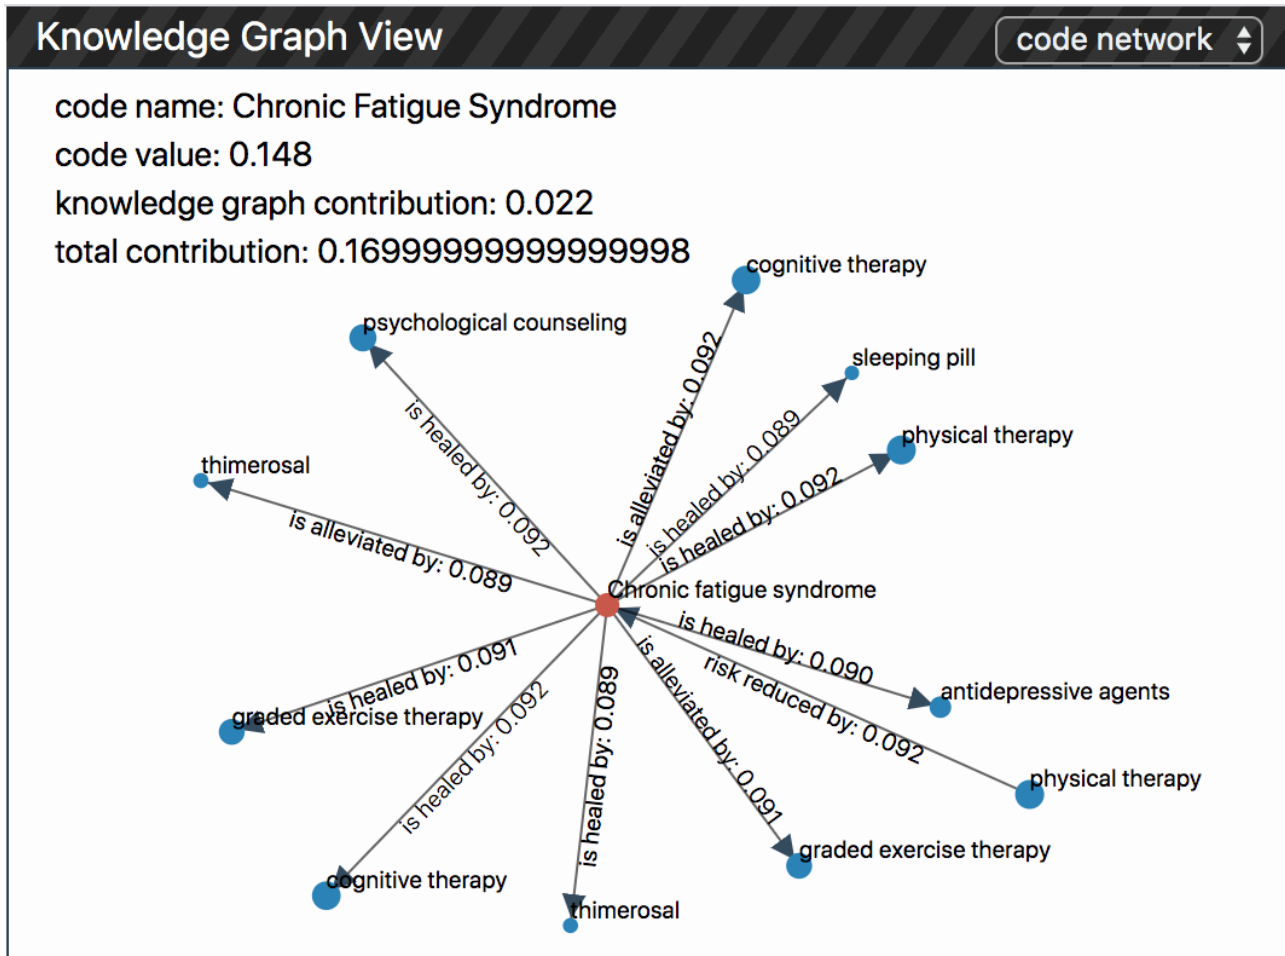 Knowledge Graph View
code network
code name: Chronic Fatigue Syndrome
code value: 0.148
knowledge graph contribution: 0.022
total contribution: 0.16999999999999998
cognitive therapy
psychological counseling
sleeping pill
physical therapy
thimerosal
is alleviated by: 0.092
is healed by: 0.089
is healed by: 0.092
is healed by: 0.092
is alleviated by: 0.089
Chronic fatigue syndrome
is healed by: 0.090
risk reduced by: 0.092
is alleviated by: 0.091
is healed by: 0.091
is healed by: 0.092
is healed by: 0.089
antidepressive agents
graded exercise therapy
physical therapy
graded exercise therapy
cognitive therapy
thimerosal